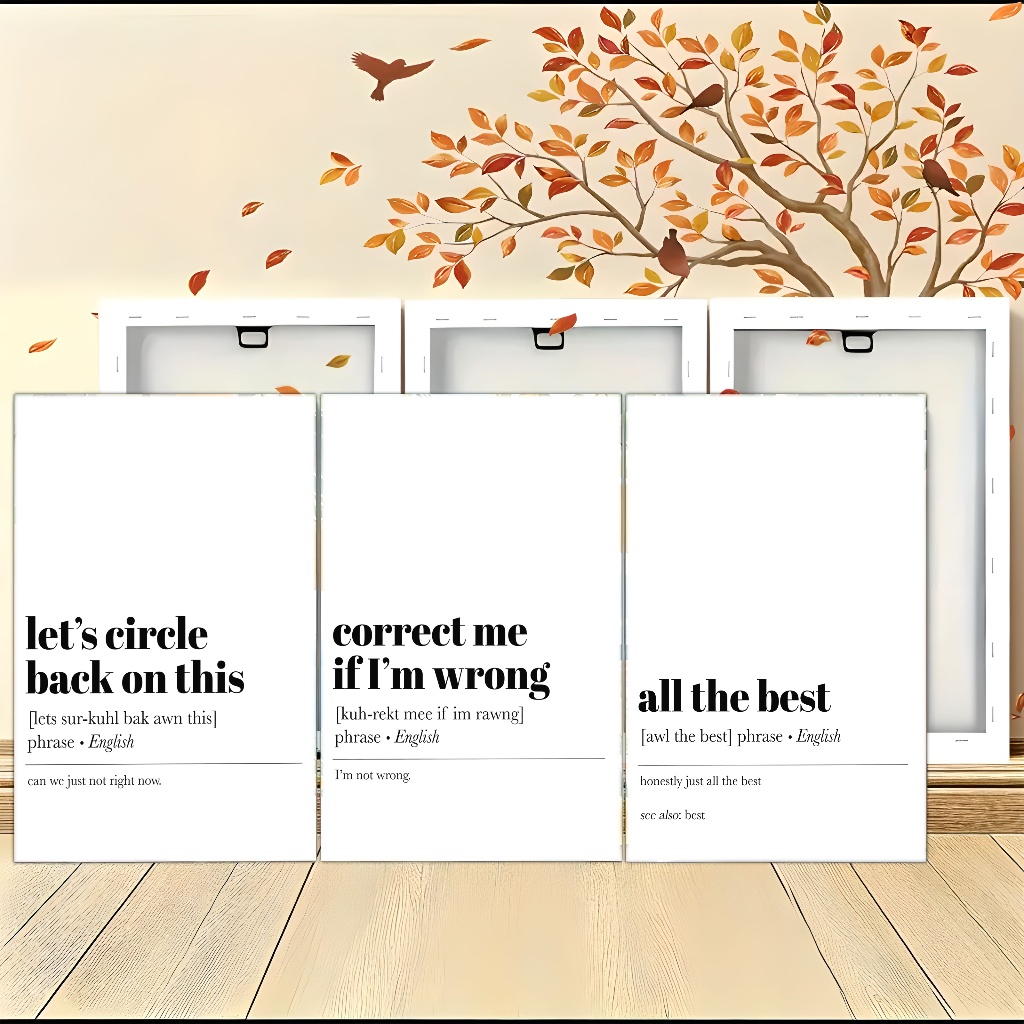 let's circle
back on this
[lets sur-kuhl bak awn this]
phrase • English
can we just not right now.
correct me
if I'm wrong
[kuh-rekt mee if im rawng]
phrase • English
I'm not wrong.
all the best
[awl the best] phrase • English
honestly just all the best
see also: best